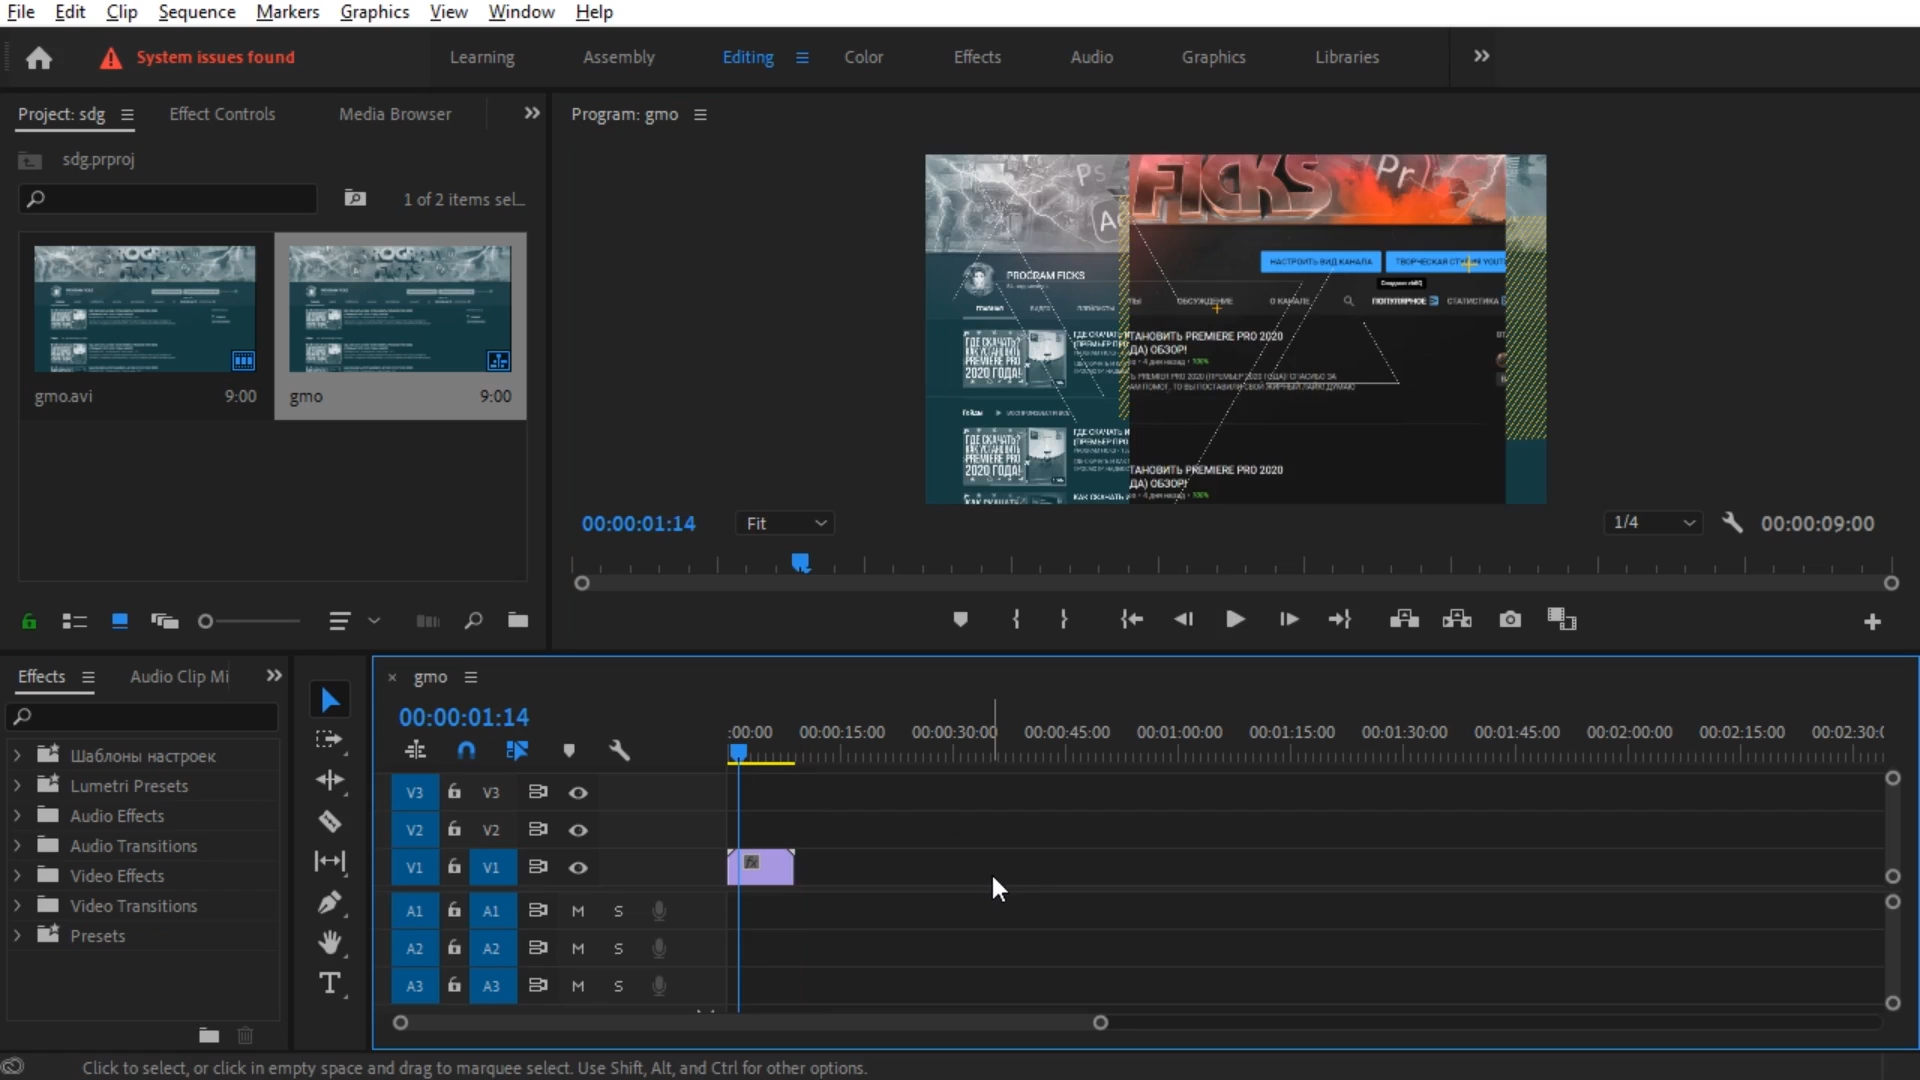 File Edit Clip Sequence Markers Graphics View Window Help
System issues found
Learning Assembly Editing Color Effects Audio Graphics Libraries
Project: sdg Effect Controls Media Browser
Program: gmo
sdg.prproj
1 of 2 items sel...
gmo.avi 9:00
gmo 9:00
Ps
FICKS
Pr
PROGRAM FICKS
НАСТРОИТЬ ВИД КАНАЛА
ОБСУЖДЕНИЕ О КАНАЛЕ ПОПУЛЯРНОЕ СТАТИСТИКА
ТАНОВИТЬ PREMIERE PRO 2020
ДА) ОБЗОР!
ГДЕ СКАЧАТЬ?
КАК УСТАНОВИТЬ
PREMIERE PRO
2020 ГОДА!
ГДЕ СКАЧАТЬ?
КАК УСТАНОВИТЬ
PREMIERE PRO
2020 ГОДА!
ТАНОВИТЬ PREMIERE PRO 2020
ДА) ОБЗОР!
00:00:01:14 Fit 1/4 00:00:09:00
Effects Audio Clip Mi
gmo
00:00:01:14
:00:00 00:00:15:00 00:00:30:00 00:00:45:00 00:01:00:00 00:01:15:00 00:01:30:00 00:01:45:00 00:02:00:00 00:02:15:00 00:02:30:0
Шаблоны настроек
Lumetri Presets
Audio Effects
Audio Transitions
Video Effects
Video Transitions
Presets
V3 V3
V2 V2
V1 V1 fx
A1 A1 M S
A2 A2 M S
A3 A3 M S
Click to select, or click in empty space and drag to marquee select. Use Shift, Alt, and Ctrl for other options.